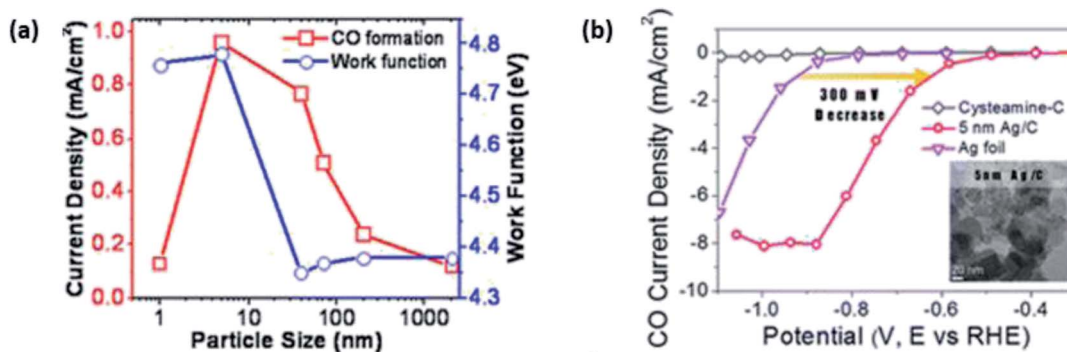 (a)
CO formation
Work function
Current Density (mA/cm²)
1.0
0.8
0.6
0.4
0.2
0.0
Work Function (eV)
4.8
4.7
4.6
4.5
4.4
4.3
1
10
100
1000
Particle Size (nm)
(b)
CO Current Density (mA/cm²)
0
-2
-4
-6
-8
-10
300 mV
Decrease
Cysteamine-C
5 nm Ag/C
Ag foil
5nm Ag/C
20 nm
-1.0
-0.8
-0.6
-0.4
Potential (V, E vs RHE)